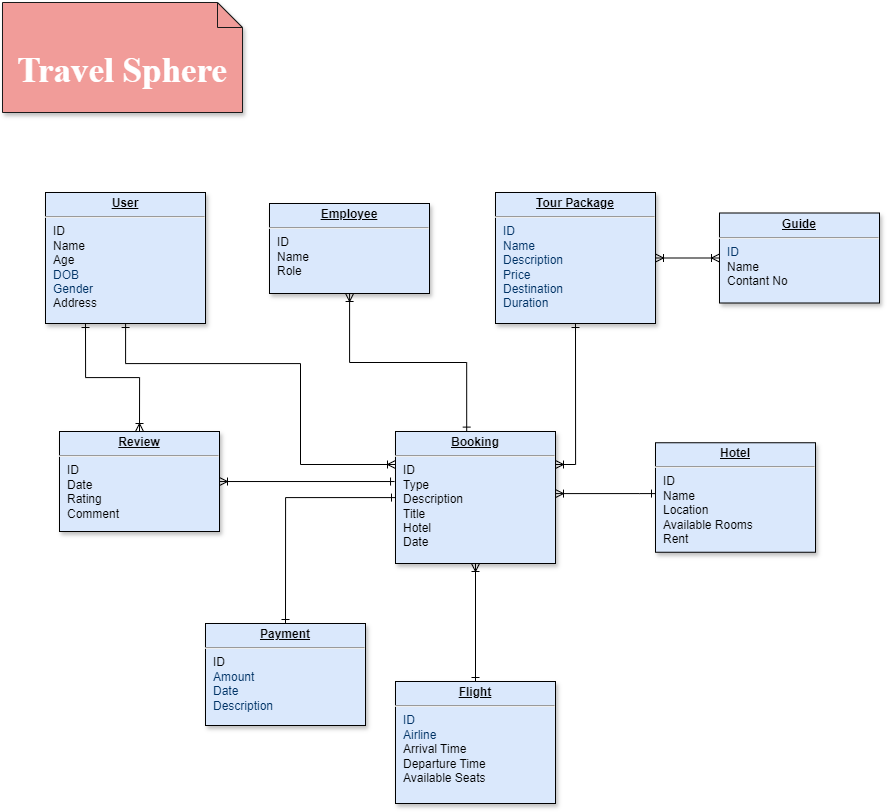 Travel Sphere
User
ID
Name
Age
DOB
Gender
Address
Employee
ID
Name
Role
Tour Package
ID
Name
Description
Price
Destination
Duration
Guide
ID
Name
Contant No
Review
ID
Date
Rating
Comment
Booking
ID
Type
Description
Title
Hotel
Date
Hotel
ID
Name
Location
Available Rooms
Rent
Payment
ID
Amount
Date
Description
Flight
ID
Airline
Arrival Time
Departure Time
Available Seats